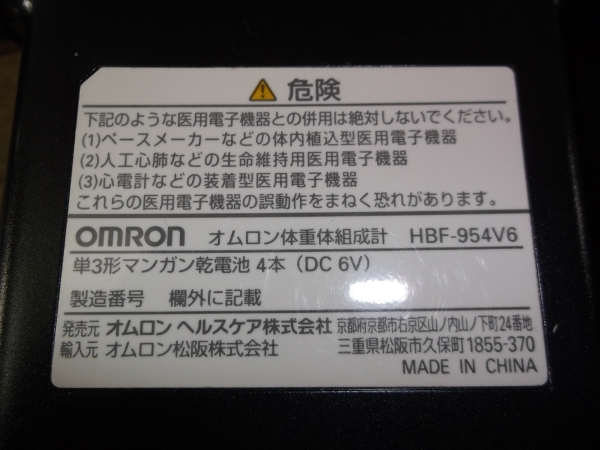 危険
下記のような医用電子機器との併用は絶対しないでください。
(1)ペースメーカーなどの体内植込型医用電子機器
(2)人工心肺などの生命維持用医用電子機器
(3)心電計などの装着型医用電子機器
これらの医用電子機器の誤動作をまねく恐れがあります。
OMRON オムロン体重体組成計 HBF-954V6
単3形マンガン乾電池 4本（DC 6V）
製造番号 欄外に記載
発売元 オムロン ヘルスケア株式会社 京都府京都市右京区山ノ内山ノ下町24番地
輸入元 オムロン松阪株式会社 三重県松阪市久保町1855-370
MADE IN CHINA